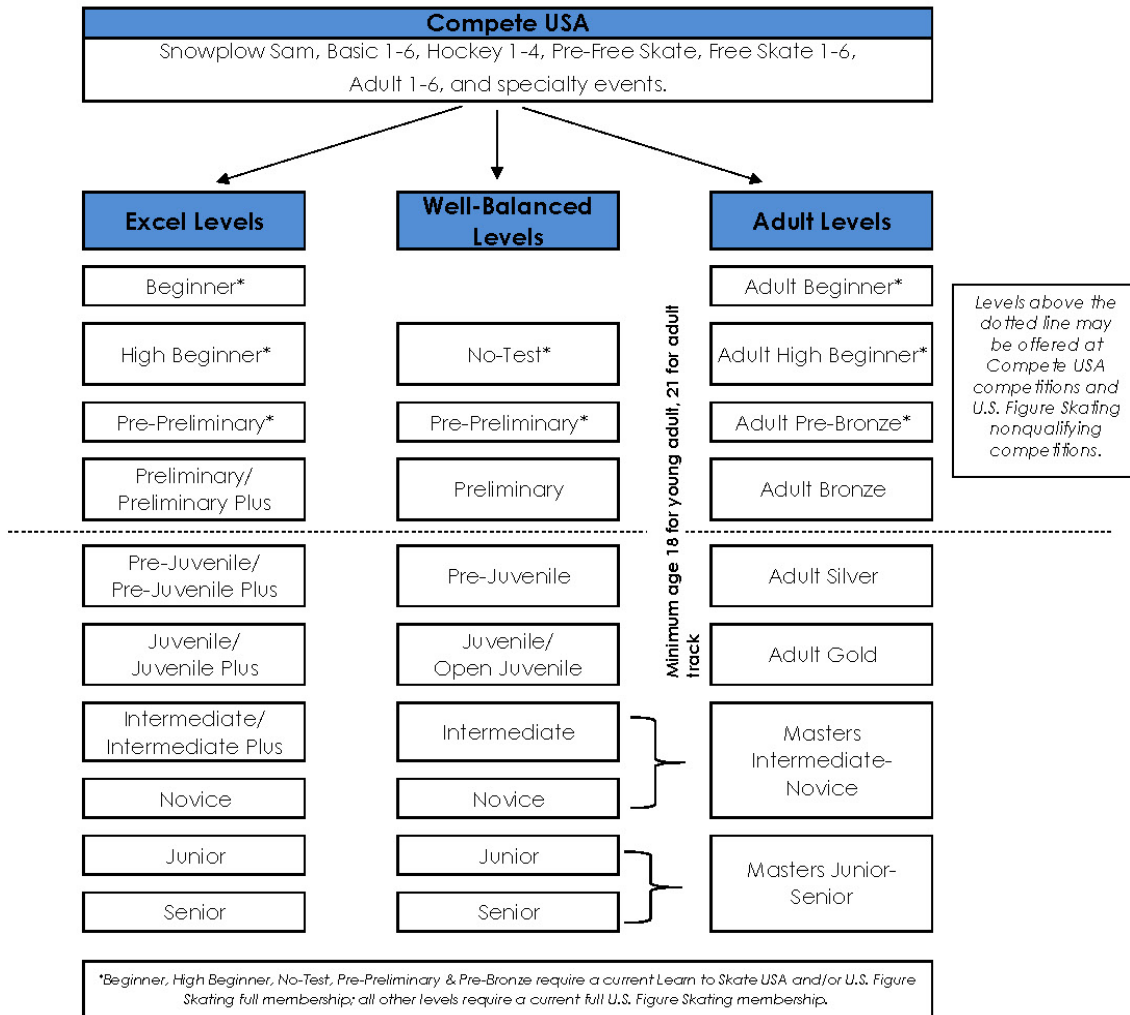 Compete USA
Snowplow Sam, Basic 1-6, Hockey 1-4, Pre-Free Skate, Free Skate 1-6,
Adult 1-6, and specialty events.
Excel Levels
Well-Balanced
Levels
Adult Levels
Beginner*
Adult Beginner*
High Beginner*
No-Test*
Adult High Beginner*
Pre-Preliminary*
Pre-Preliminary*
Adult Pre-Bronze*
Preliminary/
Preliminary Plus
Preliminary
Adult Bronze
Levels above the
dotted line may
be offered at
Compete USA
competitions and
U.S. Figure Skating
nonqualifying
competitions.
Minimum age 18 for young adult, 21 for adult
track
Pre-Juvenile/
Pre-Juvenile Plus
Pre-Juvenile
Adult Silver
Juvenile/
Juvenile Plus
Juvenile/
Open Juvenile
Adult Gold
Intermediate/
Intermediate Plus
Intermediate
Masters
Intermediate-
Novice
Novice
Novice
Junior
Junior
Masters Junior-
Senior
Senior
Senior
*Beginner, High Beginner, No-Test, Pre-Preliminary & Pre-Bronze require a current Learn to Skate USA and/or U.S. Figure
Skating full membership; all other levels require a current full U.S. Figure Skating membership.